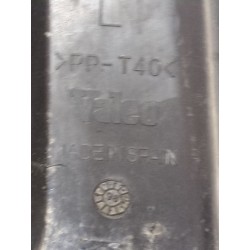 L
>PP-T40<
Valeo
MADE IN SPAIN